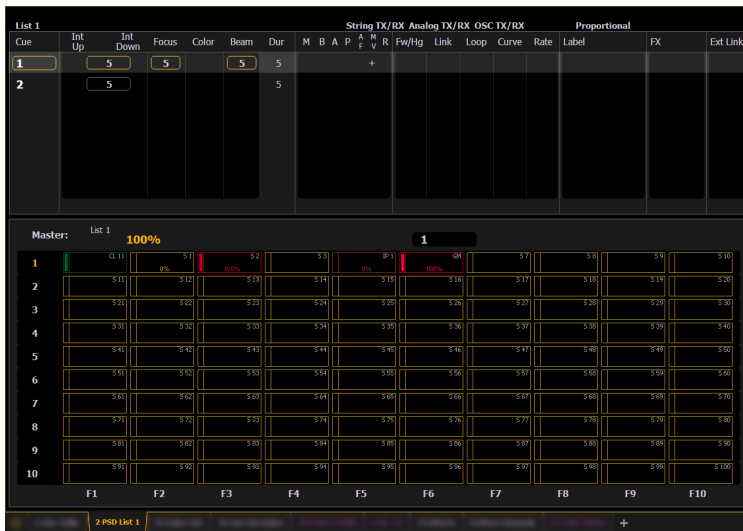 List 1 String TX/RX Analog TX/RX OSC TX/RX Proportional
Cue Int Up Int Down Focus Color Beam Dur M B A P A F M V R Fw/Hg Link Loop Curve Rate Label FX Ext Link
1 5 5 5 5 +
2 5 5
Master: List 1 100% 1
1 CL 11 S 1 0% S 2 100% S 3 IP 1 0% GM 100% S 7 S 8 S 9 S 10
2 S 11 S 12 S 13 S 14 S 15 S 16 S 17 S 18 S 19 S 20
3 S 21 S 22 S 23 S 24 S 25 S 26 S 27 S 28 S 29 S 30
4 S 31 S 32 S 33 S 34 S 35 S 36 S 37 S 38 S 39 S 40
5 S 41 S 42 S 43 S 44 S 45 S 46 S 47 S 48 S 49 S 50
6 S 51 S 52 S 53 S 54 S 55 S 56 S 57 S 58 S 59 S 60
7 S 61 S 62 S 63 S 64 S 65 S 66 S 67 S 68 S 69 S 70
8 S 71 S 72 S 73 S 74 S 75 S 76 S 77 S 78 S 79 S 80
9 S 81 S 82 S 83 S 84 S 85 S 86 S 87 S 88 S 89 S 90
10 S 91 S 92 S 93 S 94 S 95 S 96 S 97 S 98 S 99 S 100
F1 F2 F3 F4 F5 F6 F7 F8 F9 F10
2 PSD List 1 +